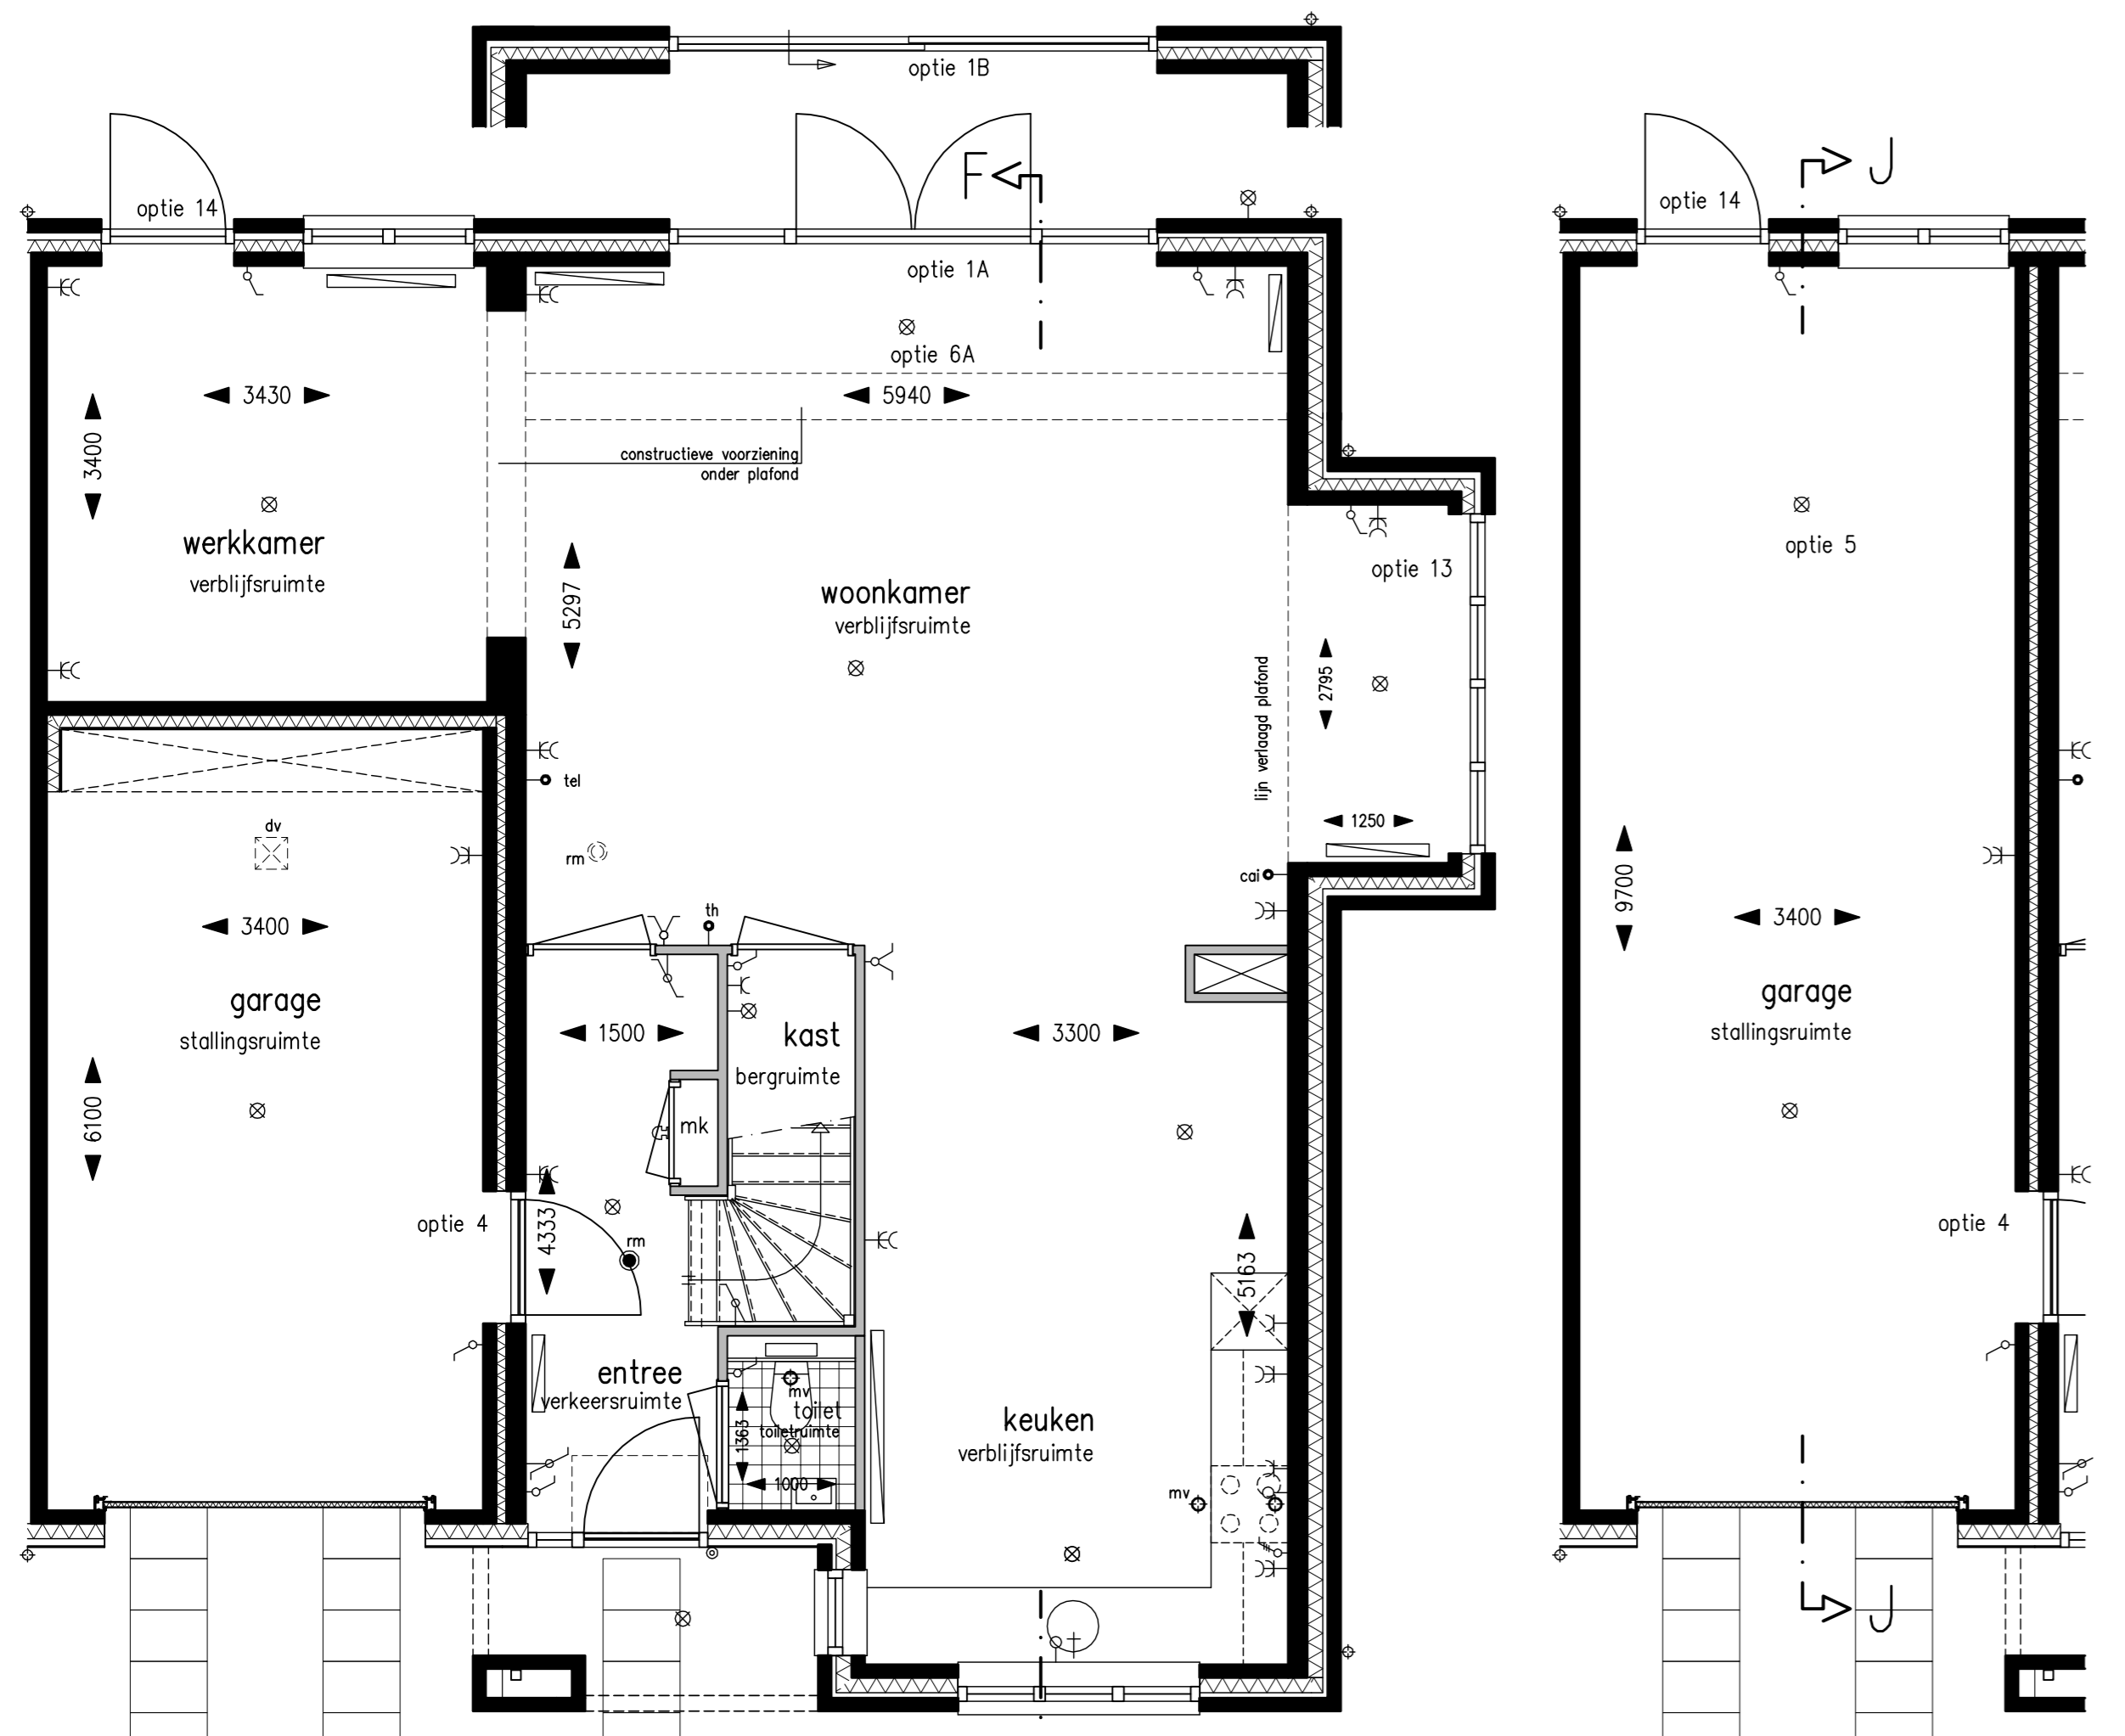 optie 1B
F
J
optie 14
optie 14
optie 1A
optie 6A
3430
5940
3400
constructieve voorziening
onder plafond
werkkamer
verblijfsruimte
optie 5
optie 13
5297
woonkamer
verblijfsruimte
2795
lijn verlaagd plafond
tel
1250
dv
rm
cai
9700
th
3400
3400
garage
stallingsruimte
garage
stallingsruimte
1500
kast
bergruimte
3300
6100
mk
optie 4
4333
optie 4
rm
5163
entree
verkeersruimte
mv
toilet
toiletruimte
1363
1000
keuken
verblijfsruimte
mv
J